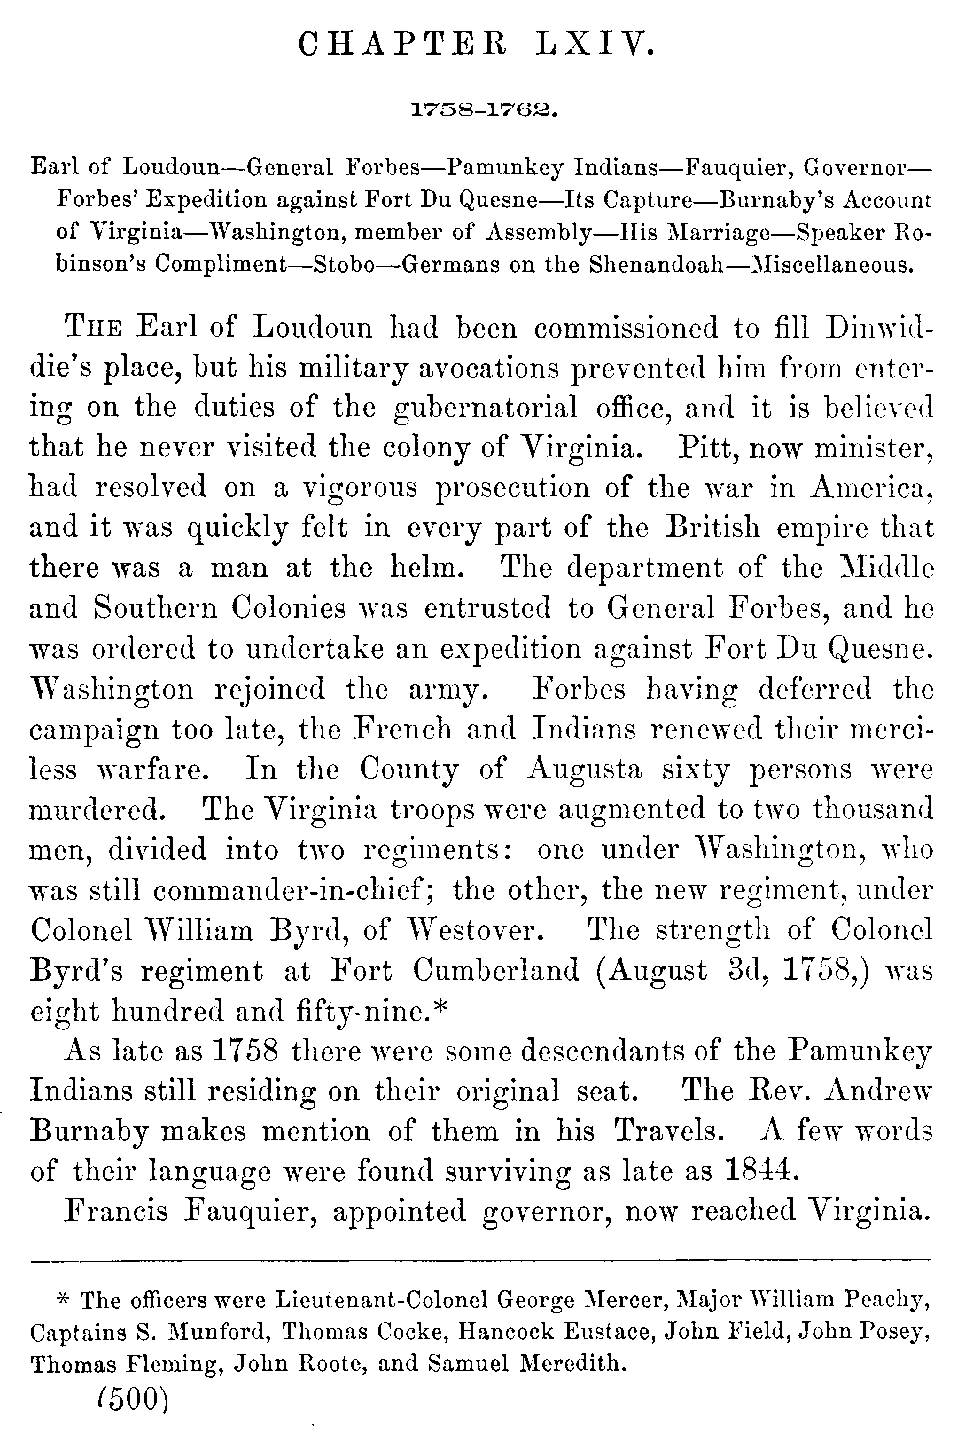 CHAPTER LXIV.
1758-1762.
Earl of Loudoun—General Forbes—Pamunkey Indians—Fauquier, Governor—
Forbes' Expedition against Fort Du Quesne—Its Capture—Burnaby's Account
of Virginia—Washington, member of Assembly—His Marriage—Speaker Ro-
binson's Compliment—Stobo—Germans on the Shenandoah—Miscellaneous.
THE Earl of Loudoun had been commissioned to fill Dinwid-
die's place, but his military avocations prevented him from enter-
ing on the duties of the gubernatorial office, and it is believed
that he never visited the colony of Virginia. Pitt, now minister,
had resolved on a vigorous prosecution of the war in America,
and it was quickly felt in every part of the British empire that
there was a man at the helm. The department of the Middle
and Southern Colonies was entrusted to General Forbes, and he
was ordered to undertake an expedition against Fort Du Quesne.
Washington rejoined the army. Forbes having deferred the
campaign too late, the French and Indians renewed their merci-
less warfare. In the County of Augusta sixty persons were
murdered. The Virginia troops were augmented to two thousand
men, divided into two regiments: one under Washington, who
was still commander-in-chief; the other, the new regiment, under
Colonel William Byrd, of Westover. The strength of Colonel
Byrd's regiment at Fort Cumberland (August 3d, 1758,) was
eight hundred and fifty-nine.*
As late as 1758 there were some descendants of the Pamunkey
Indians still residing on their original seat. The Rev. Andrew
Burnaby makes mention of them in his Travels. A few words
of their language were found surviving as late as 1844.
Francis Fauquier, appointed governor, now reached Virginia.
* The officers were Lieutenant-Colonel George Mercer, Major William Peachy,
Captains S. Munford, Thomas Cocke, Hancock Eustace, John Field, John Posey,
Thomas Fleming, John Roote, and Samuel Meredith.
(500)